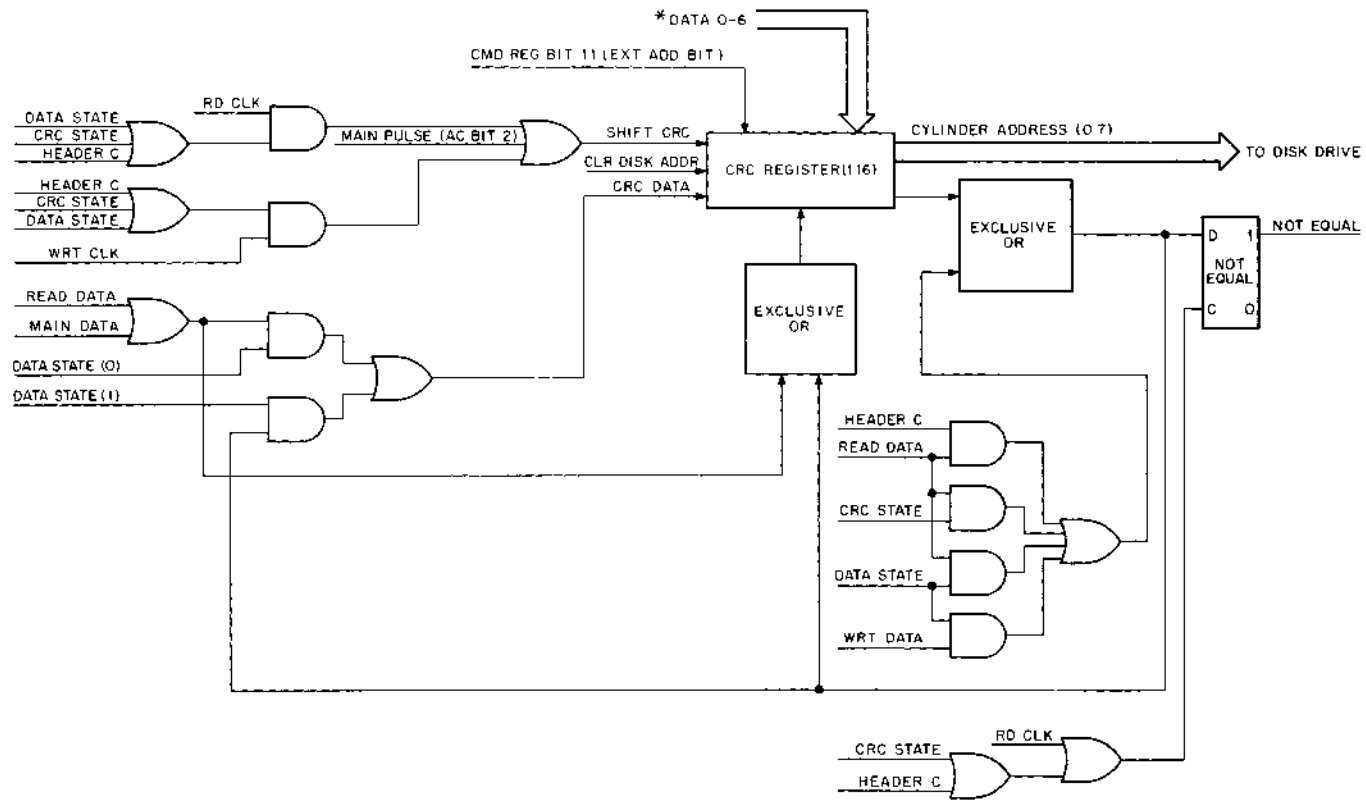 *DATA 0-6
CMD REG BIT 11 (EXT ADD BIT)
RD CLK
DATA STATE
CRC STATE
HEADER C
MAIN PULSE (AC BIT 2)
SHIFT CRC
CLR DISK ADDR
CRC DATA
CRC REGISTER(1 16)
CYLINDER ADDRESS (0 7)
TO DISK DRIVE
HEADER C
CRC STATE
DATA STATE
WRT CLK
EXCLUSIVE
OR
D 1
NOT
EQUAL
C 0
NOT EQUAL
READ DATA
MAIN DATA
DATA STATE (0)
DATA STATE (1)
EXCLUSIVE
OR
HEADER C
READ DATA
CRC STATE
DATA STATE
WRT DATA
RD CLK
CRC STATE
HEADER C